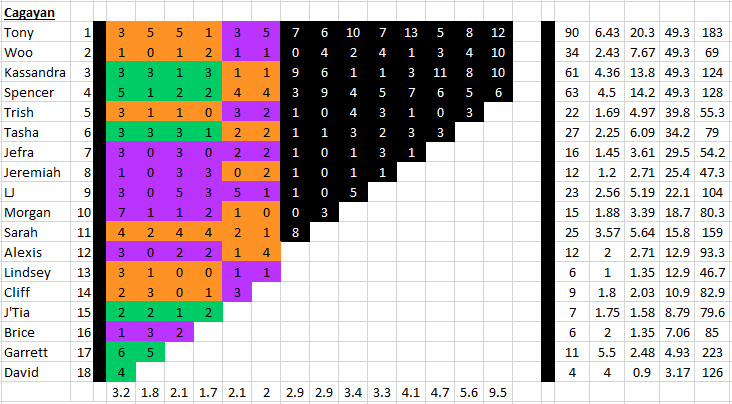 Cagayan
Tony 1 3 5 5 1 3 5 7 6 10 7 13 5 8 12 90 6.43 20.3 49.3 183
Woo 2 1 0 1 2 1 1 0 4 2 4 1 3 4 10 34 2.43 7.67 49.3 69
Kassandra 3 3 3 1 3 1 1 9 6 1 1 3 11 8 10 61 4.36 13.8 49.3 124
Spencer 4 5 1 2 2 4 4 3 9 4 5 7 6 5 6 63 4.5 14.2 49.3 128
Trish 5 3 1 1 0 3 2 1 0 4 3 1 0 3 22 1.69 4.97 39.8 55.3
Tasha 6 3 3 3 1 2 2 1 1 3 2 3 3 27 2.25 6.09 34.2 79
Jefra 7 3 0 3 0 2 2 1 0 1 3 1 16 1.45 3.61 29.5 54.2
Jeremiah 8 1 0 3 3 0 2 1 0 1 1 12 1.2 2.71 25.4 47.3
LJ 9 3 0 5 3 5 1 1 0 5 23 2.56 5.19 22.1 104
Morgan 10 7 1 1 2 1 0 0 3 15 1.88 3.39 18.7 80.3
Sarah 11 4 2 4 4 2 1 8 25 3.57 5.64 15.8 159
Alexis 12 3 0 2 2 1 4 12 2 2.71 12.9 93.3
Lindsey 13 3 1 0 0 1 1 6 1 1.35 12.9 46.7
Cliff 14 2 3 0 1 3 9 1.8 2.03 10.9 82.9
J'Tia 15 2 2 1 2 7 1.75 1.58 8.79 79.6
Brice 16 1 3 2 6 2 1.35 7.06 85
Garrett 17 6 5 11 5.5 2.48 4.93 223
David 18 4 4 4 0.9 3.17 126
3.2 1.8 2.1 1.7 2.1 2 2.9 2.9 3.4 3.3 4.1 4.7 5.6 9.5